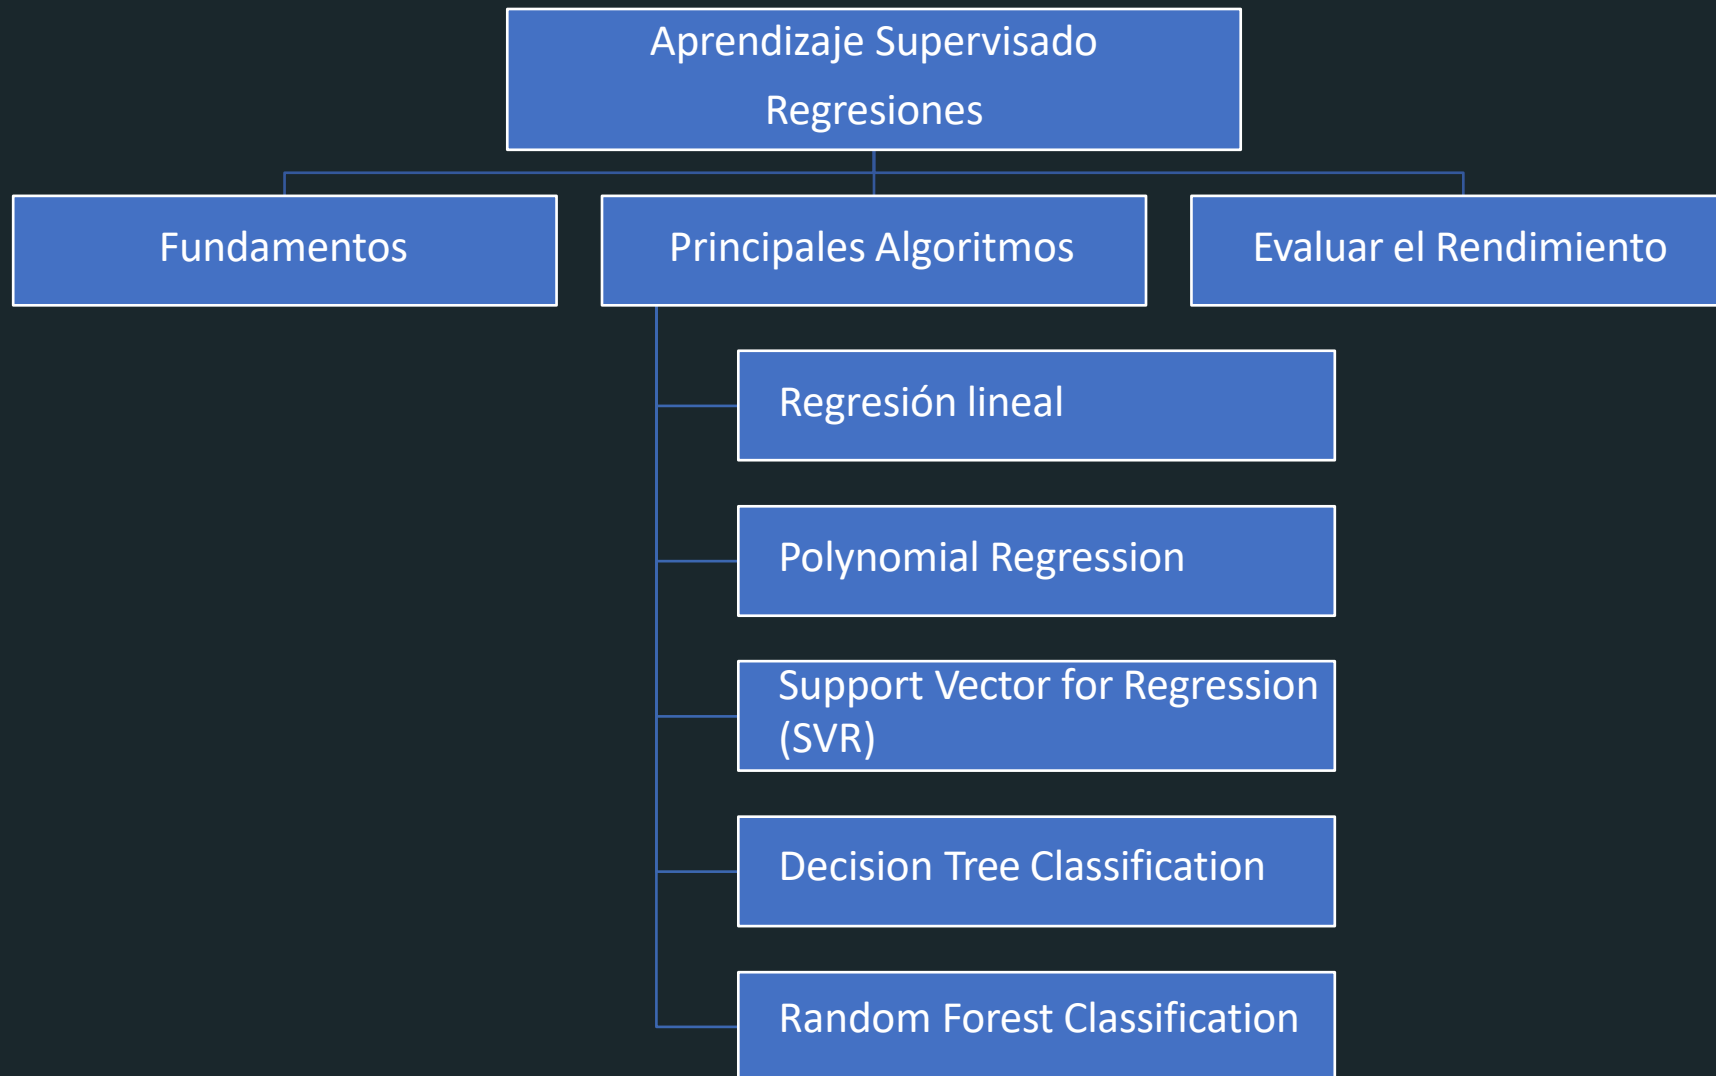 Aprendizaje Supervisado
Regresiones
Fundamentos
Principales Algoritmos
Evaluar el Rendimiento
Regresión lineal
Polynomial Regression
Support Vector for Regression
(SVR)
Decision Tree Classification
Random Forest Classification